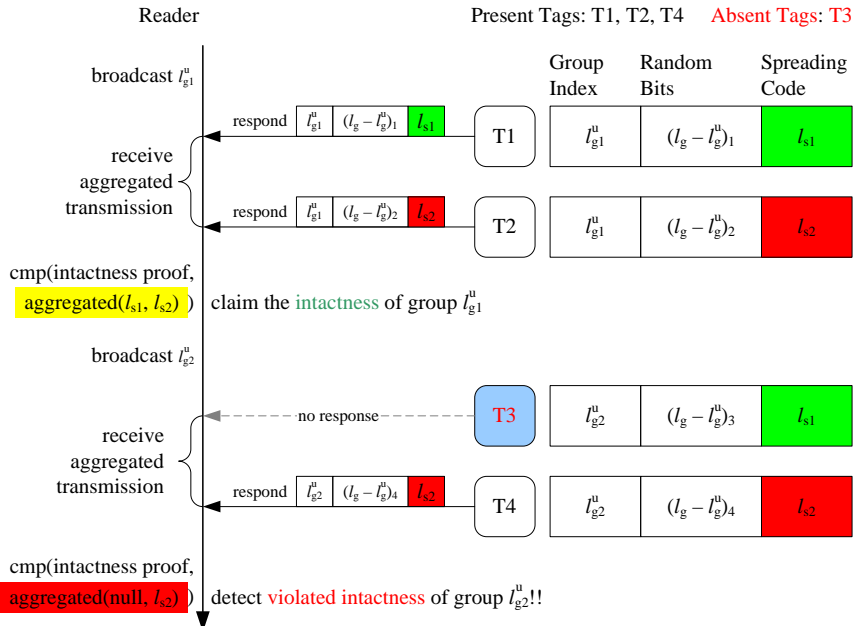 Reader
Present Tags: T1, T2, T4 Absent Tags: T3
broadcast l^u_g1
Group Index
Random Bits
Spreading Code
respond l^u_g1 (l_g – l^u_g)_1 l_s1
T1 l^u_g1 (l_g – l^u_g)_1 l_s1
receive
aggregated
transmission
respond l^u_g1 (l_g – l^u_g)_2 l_s2
T2 l^u_g1 (l_g – l^u_g)_2 l_s2
cmp(intactness proof,
aggregated(l_s1, l_s2) ) claim the intactness of group l^u_g1
broadcast l^u_g2
no response
T3 l^u_g2 (l_g – l^u_g)_3 l_s1
receive
aggregated
transmission
respond l^u_g2 (l_g – l^u_g)_4 l_s2
T4 l^u_g2 (l_g – l^u_g)_4 l_s2
cmp(intactness proof,
aggregated(null, l_s2) ) detect violated intactness of group l^u_g2!!